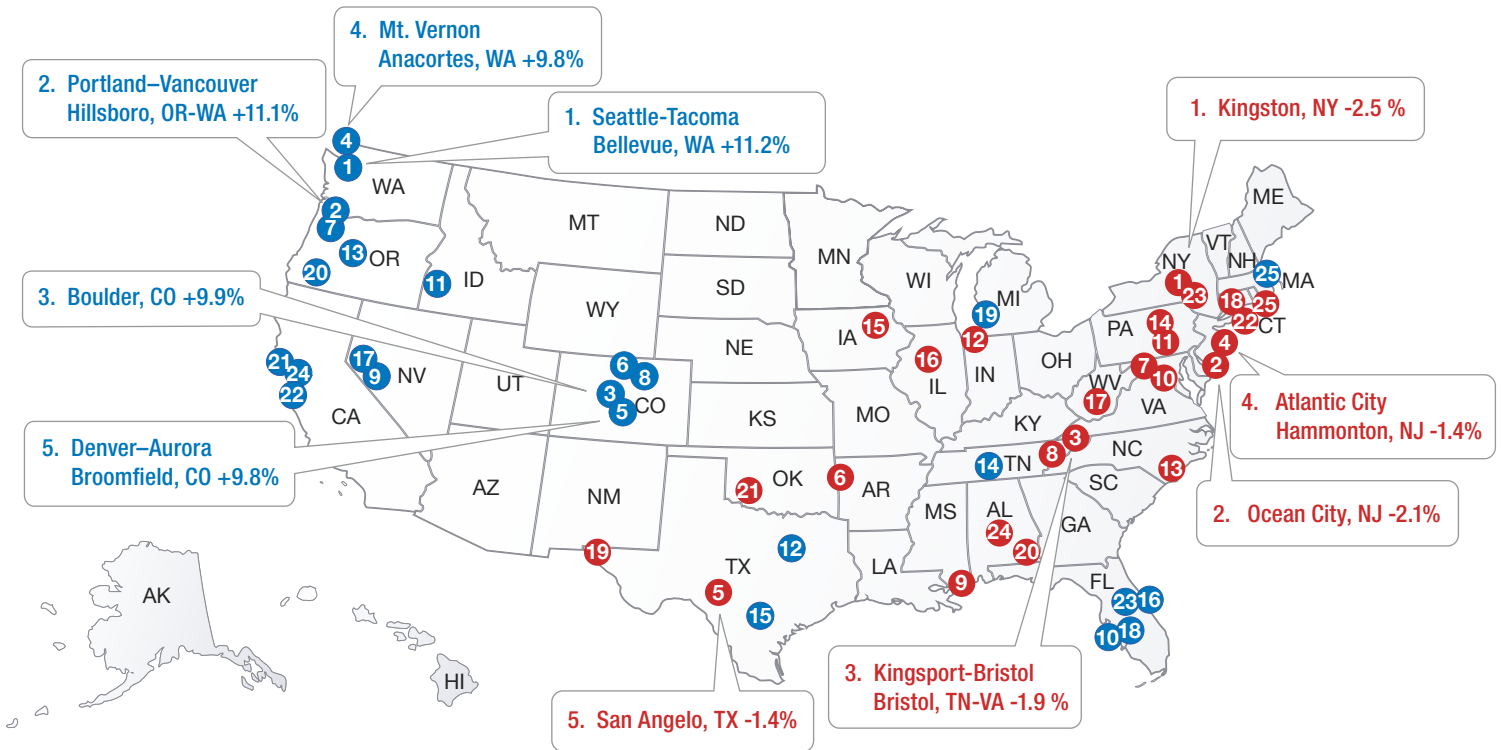 4. Mt. Vernon
Anacortes, WA +9.8%
2. Portland–Vancouver
Hillsboro, OR-WA +11.1%
1. Seattle-Tacoma
Bellevue, WA +11.2%
1. Kingston, NY -2.5 %
3. Boulder, CO +9.9%
5. Denver–Aurora
Broomfield, CO +9.8%
4. Atlantic City
Hammonton, NJ -1.4%
2. Ocean City, NJ -2.1%
3. Kingsport-Bristol
Bristol, TN-VA -1.9 %
5. San Angelo, TX -1.4%
4
1
WA
2
7
13
OR
20
11
ID
MT
ND
MN
WI
MI
19
NY
1
23
VT
NH
ME
25
MA
18
25
22
CT
WY
SD
IA
15
12
PA
14
11
4
2
21
24
22
17
9
NV
CA
UT
6
8
3
5
CO
NE
16
IL
IN
OH
7
10
WV
17
VA
KS
MO
KY
3
8
TN
14
NC
13
AZ
NM
21
OK
6
AR
SC
MS
AL
24
20
GA
19
TX
12
5
15
LA
9
FL
23
16
10
18
AK
HI